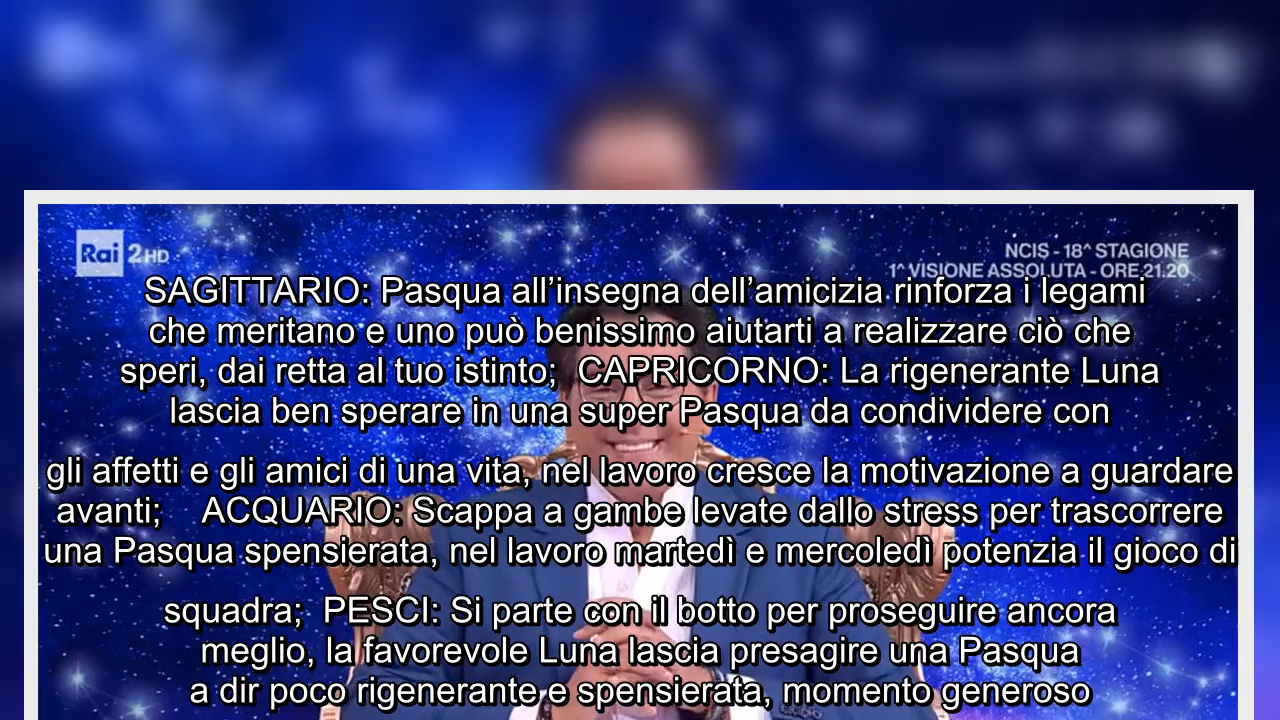 Rai 2 HD
NCIS - 18^ STAGIONE
1^ VISIONE ASSOLUTA - ORE 21.20
SAGITTARIO: Pasqua all’insegna dell’amicizia rinforza i legami
che meritano e uno può benissimo aiutarti a realizzare ciò che
speri, dai retta al tuo istinto;  CAPRICORNO: La rigenerante Luna
lascia ben sperare in una super Pasqua da condividere con
gli affetti e gli amici di una vita, nel lavoro cresce la motivazione a guardare
avanti;    ACQUARIO: Scappa a gambe levate dallo stress per trascorrere
una Pasqua spensierata, nel lavoro martedì e mercoledì potenzia il gioco di
squadra;  PESCI: Si parte con il botto per proseguire ancora
meglio, la favorevole Luna lascia presagire una Pasqua
a dir poco rigenerante e spensierata, momento generoso